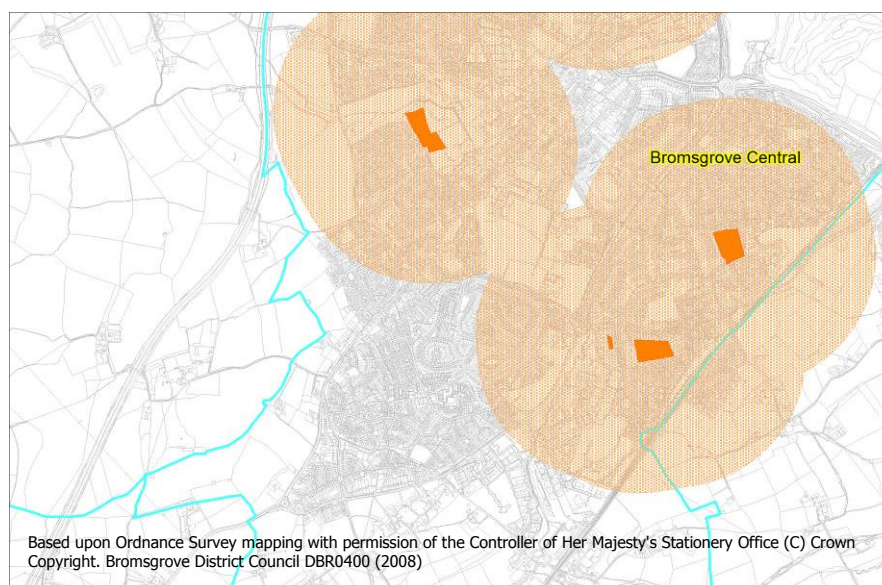 Bromsgrove Central
Based upon Ordnance Survey mapping with permission of the Controller of Her Majesty's Stationery Office (C) Crown
Copyright. Bromsgrove District Council DBR0400 (2008)